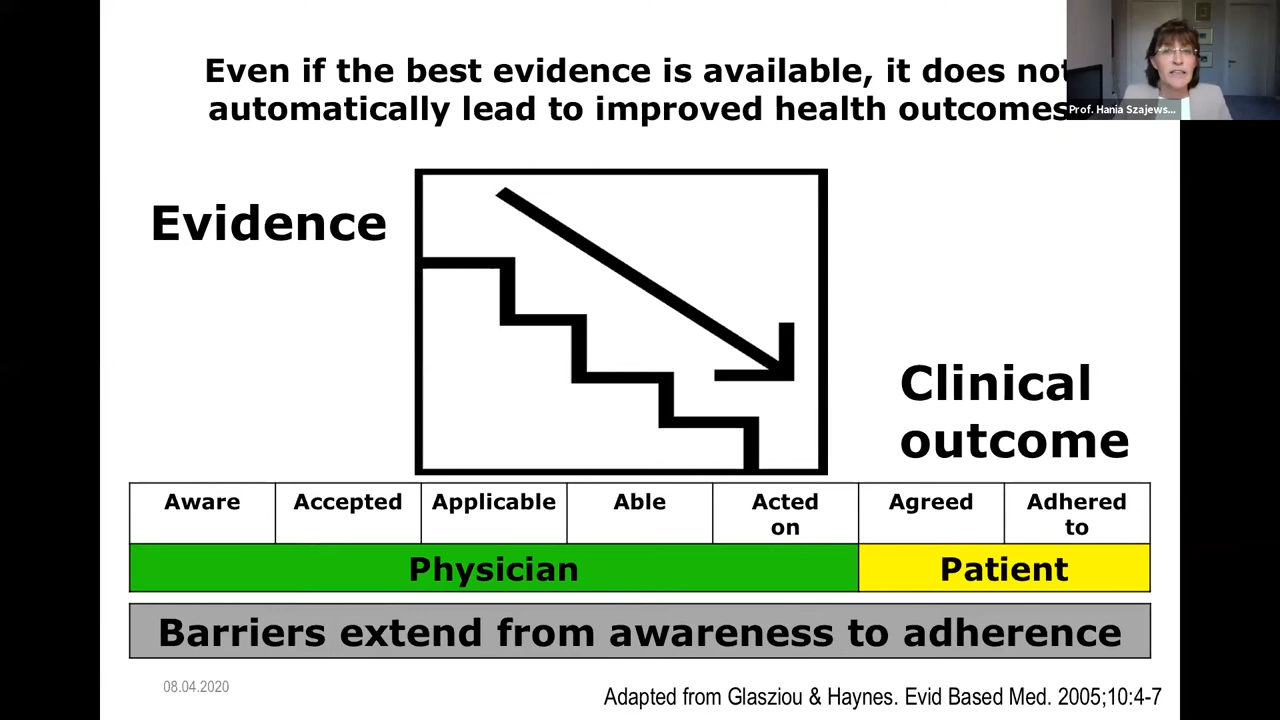 Even if the best evidence is available, it does not
automatically lead to improved health outcomes
Prof. Hania Szajews...
Evidence
Clinical
outcome
Aware Accepted Applicable Able Acted on Agreed Adhered to
Physician Patient
Barriers extend from awareness to adherence
08.04.2020
Adapted from Glasziou & Haynes. Evid Based Med. 2005;10:4-7